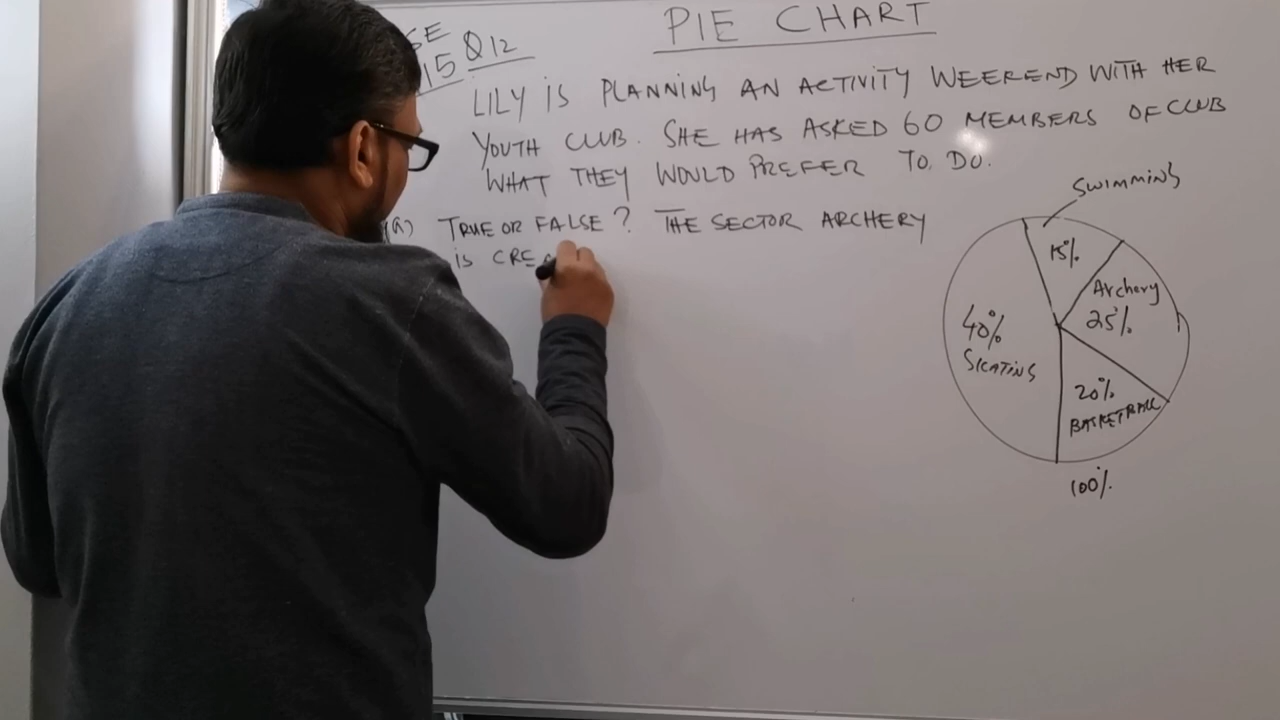 PIE CHART
SE
15 Q12
LILY IS PLANNING AN ACTIVITY WEEREND WITH HER
YOUTH CLUB. SHE HAS ASKED 60 MEMBERS OF CLUB
WHAT THEY WOULD PREFER TO DO.
(A) TRUE OR FALSE? THE SECTOR ARCHERY
IS CRE
SWIMMING
15%
Archery
25%
40%
SKATING
20%
BASKETBALL
100%